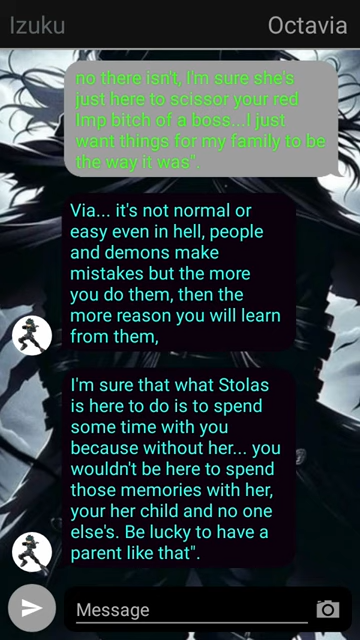 Izuku
Octavia
no there isn't, I'm sure she's
just here to scissor your red
Imp bitch of a boss...I just
want things for my family to be
the way it was".
Via... it's not normal or
easy even in hell, people
and demons make
mistakes but the more
you do them, then the
more reason you will learn
from them,
I'm sure that what Stolas
is here to do is to spend
some time with you
because without her... you
wouldn't be here to spend
those memories with her,
your her child and no one
else's. Be lucky to have a
parent like that".
Message